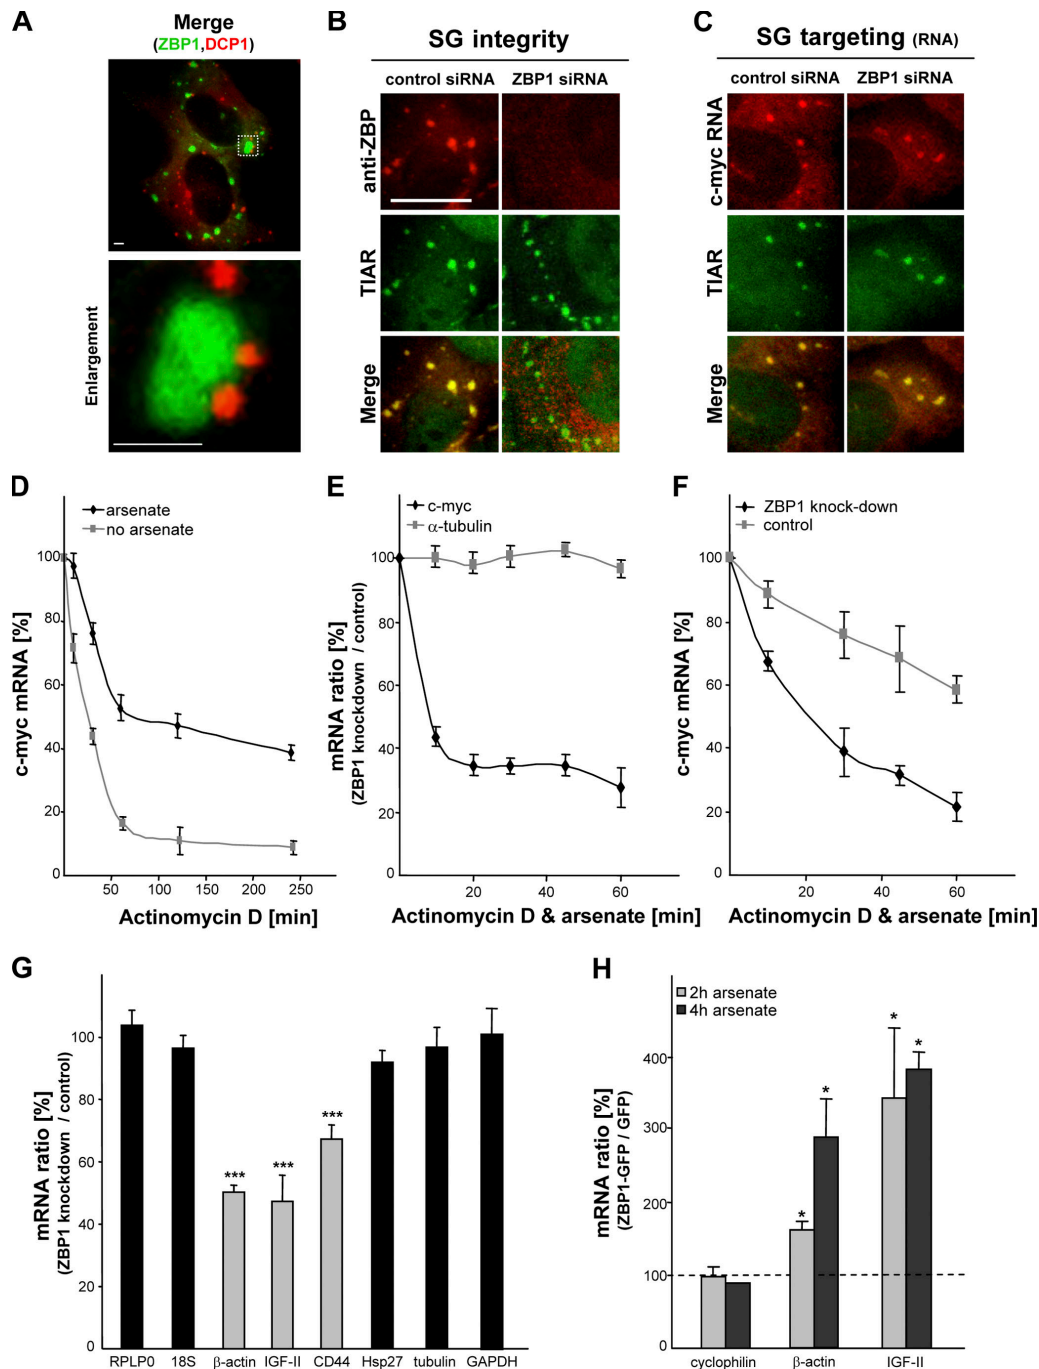 A
Merge
(ZBP1,DCP1)
Enlargement
B
SG integrity
control siRNA ZBP1 siRNA
anti-ZBP
TIAR
Merge
C
SG targeting (RNA)
control siRNA ZBP1 siRNA
c-myc RNA
TIAR
Merge
D
arsenate
no arsenate
c-myc mRNA [%]
100
80
60
40
20
0
50 100 150 200 250
Actinomycin D [min]
E
c-myc
α-tubulin
mRNA ratio [%]
(ZBP1 knockdown / control)
100
80
60
40
20
0
20 40 60
Actinomycin D & arsenate [min]
F
ZBP1 knock-down
control
c-myc mRNA [%]
100
80
60
40
20
0
20 40 60
Actinomycin D & arsenate [min]
G
mRNA ratio [%]
(ZBP1 knockdown / control)
100
80
60
40
20
0
***
***
***
RPLP0 18S β-actin IGF-II CD44 Hsp27 tubulin GAPDH
H
2h arsenate
4h arsenate
mRNA ratio [%]
(ZBP1-GFP / GFP)
400
300
200
100
0
*
*
*
*
cyclophilin β-actin IGF-II